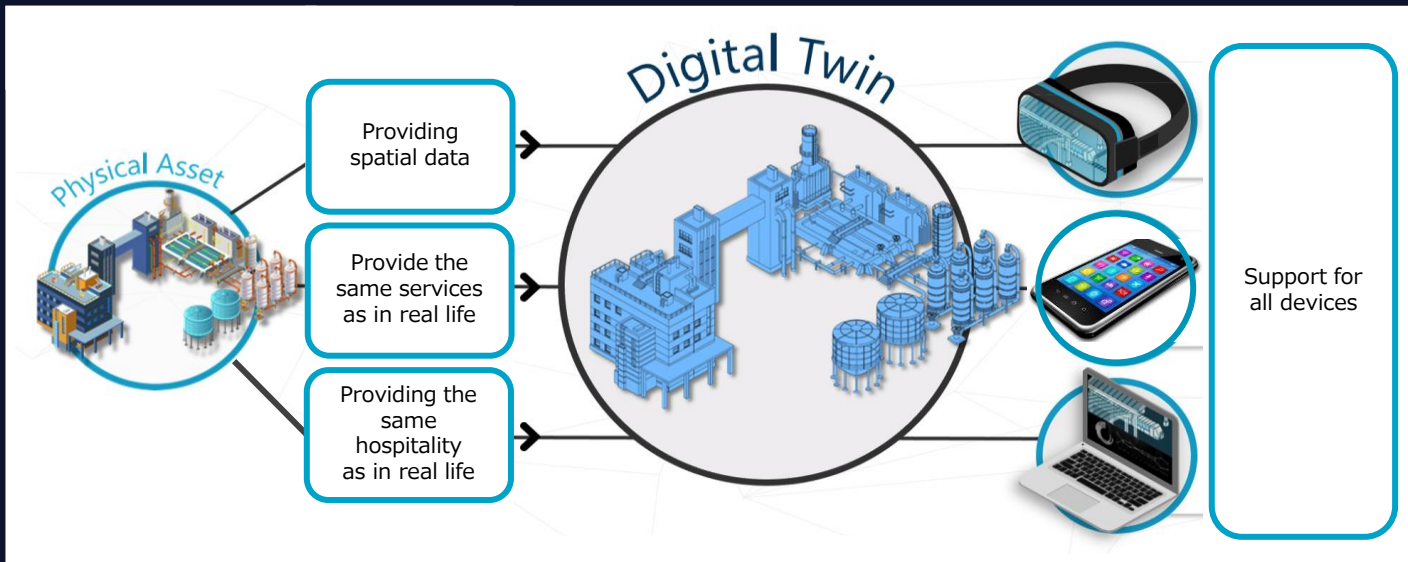 Physical Asset
Providing
spatial data
Provide the
same services
as in real life
Providing the
same
hospitality
as in real life
Digital Twin
Support for
all devices